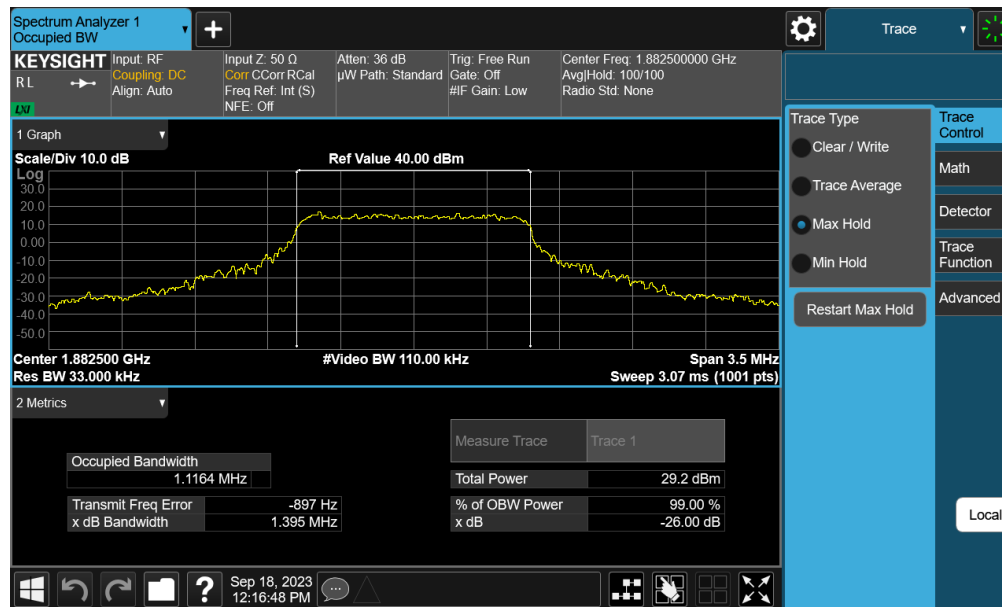 Spectrum Analyzer 1
Occupied BW
Trace
KEYSIGHT
RL
LXI
Input: RF
Coupling: DC
Align: Auto
Input Z: 50 Ω
Corr CCorr RCal
Freq Ref: Int (S)
NFE: Off
Atten: 36 dB
µW Path: Standard
Trig: Free Run
Gate: Off
#IF Gain: Low
Center Freq: 1.882500000 GHz
Avg|Hold: 100/100
Radio Std: None
1 Graph
Scale/Div 10.0 dB
Ref Value 40.00 dBm
Log
30.0
20.0
10.0
0.00
-10.0
-20.0
-30.0
-40.0
-50.0
Center 1.882500 GHz
#Video BW 110.00 kHz
Span 3.5 MHz
Res BW 33.000 kHz
Sweep 3.07 ms (1001 pts)
2 Metrics
Measure Trace
Trace 1
Occupied Bandwidth
1.1164 MHz
Total Power
29.2 dBm
Transmit Freq Error
-897 Hz
% of OBW Power
99.00 %
x dB Bandwidth
1.395 MHz
x dB
-26.00 dB
Sep 18, 2023
12:16:48 PM
Trace Type
Clear / Write
Trace Average
Max Hold
Min Hold
Restart Max Hold
Trace
Control
Math
Detector
Trace
Function
Advanced
Local